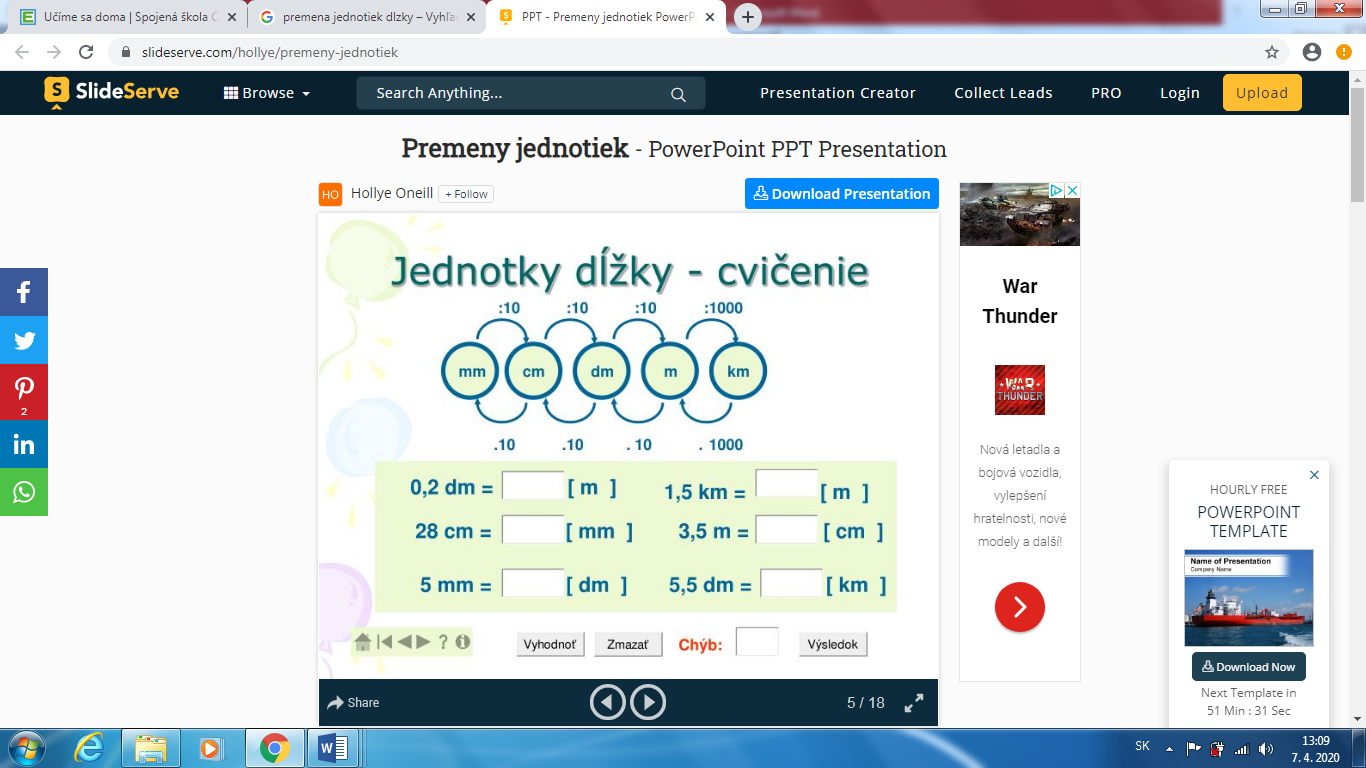 Učíme sa doma | Spojená škola C
premena jednotiek dlzky – Vyhľa
PPT - Premeny jednotiek PowerP
slideserve.com/hollye/premeny-jednotiek
SlideServe
Browse
Search Anything...
Presentation Creator
Collect Leads
PRO
Login
Upload
Premeny jednotiek - PowerPoint PPT Presentation
HO
Hollye Oneill
+ Follow
Download Presentation
Jednotky dĺžky - cvičenie
:10 :10 :10 :1000
mm cm dm m km
.10 .10 . 10 . 1000
0,2 dm = [ m ] 1,5 km = [ m ]
28 cm = [ mm ] 3,5 m = [ cm ]
5 mm = [ dm ] 5,5 dm = [ km ]
Vyhodnoť
Zmazať
Chýb:
Výsledok
Share
5 / 18
2
War
Thunder
WAR
THUNDER
Nová letadla a
bojová vozidla,
vylepšení
hratelnosti, nové
modely a další!
HOURLY FREE
POWERPOINT
TEMPLATE
Name of Presentation
Company Name
Download Now
Next Template in
51 Min : 31 Sec
SK
13:09
7. 4. 2020